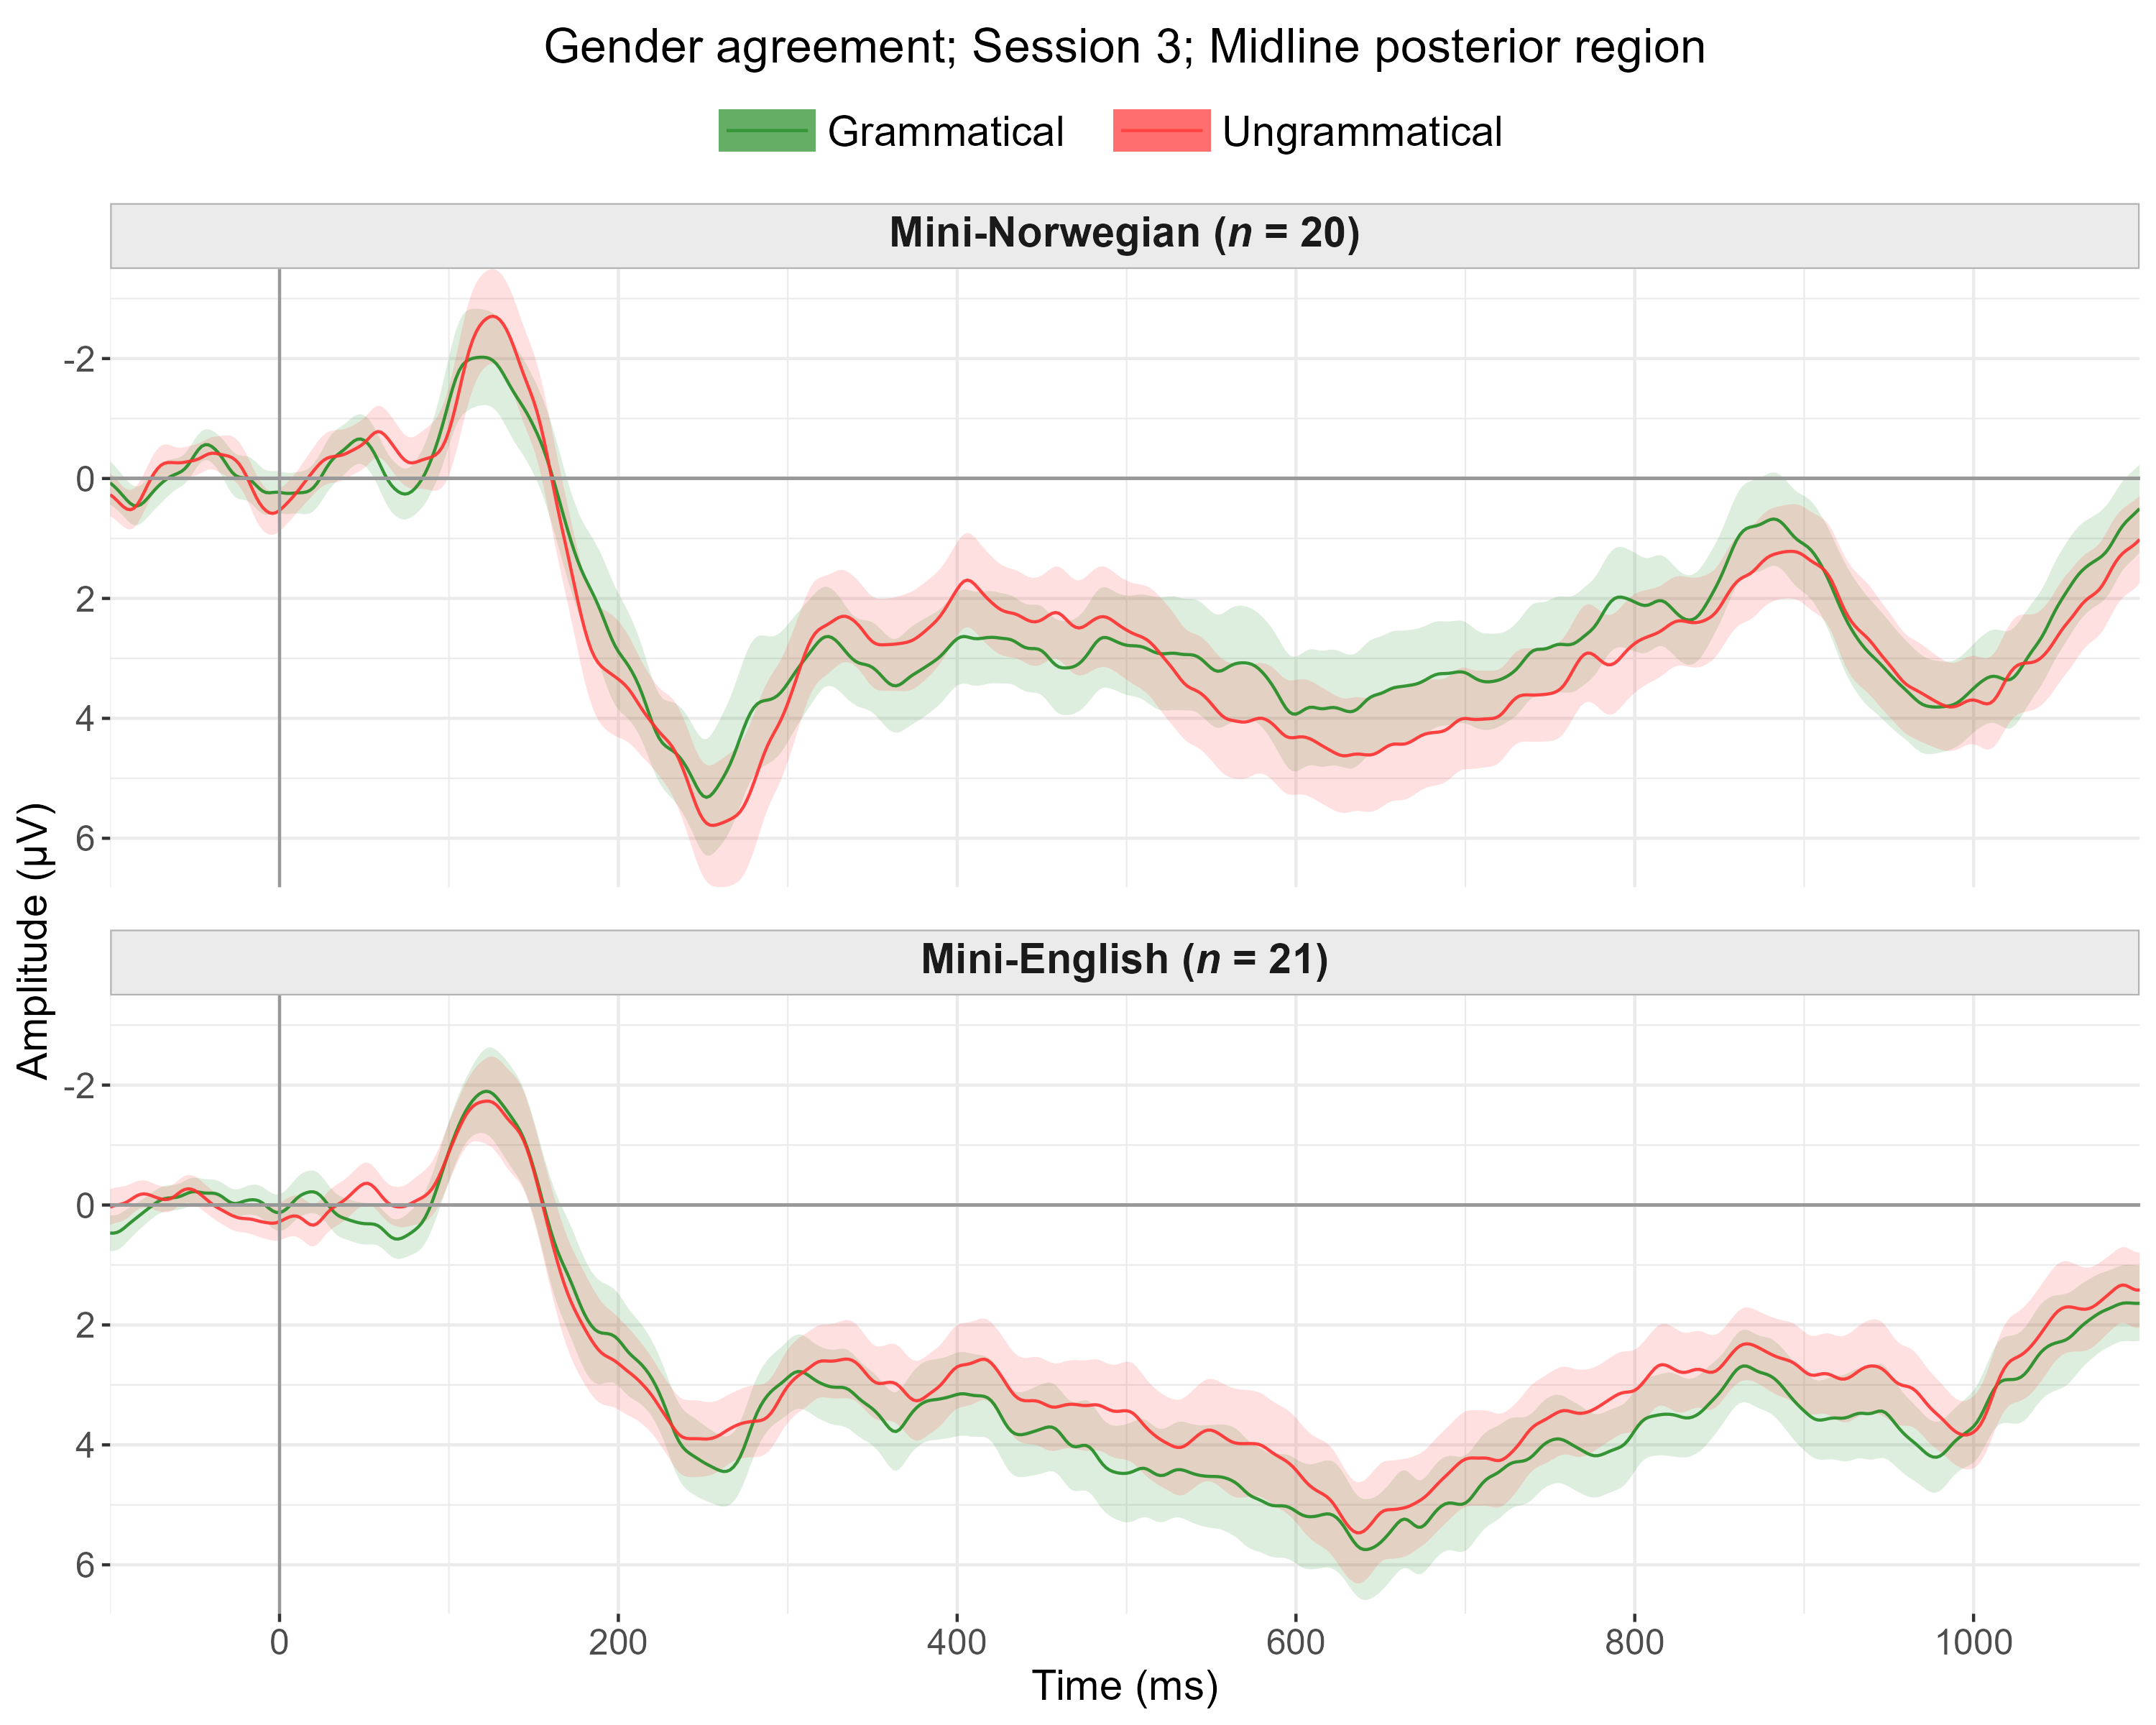 Gender agreement; Session 3; Midline posterior region
Grammatical Ungrammatical
Mini-Norwegian (n = 20)
-2
0
2
4
6
Amplitude (µV)
Mini-English (n = 21)
-2
0
2
4
6
0 200 400 600 800 1000
Time (ms)